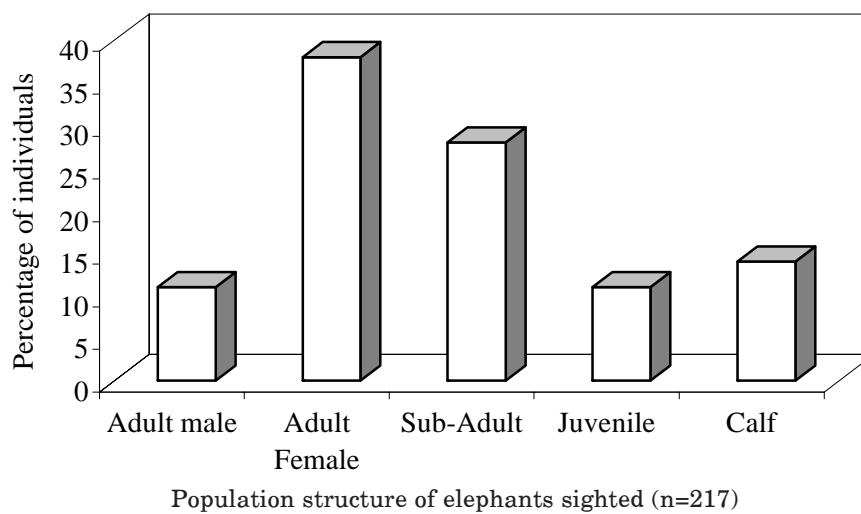 Percentage of individuals
40
35
30
25
20
15
10
5
0
Adult male
Adult
Female
Sub-Adult
Juvenile
Calf
Population structure of elephants sighted (n=217)